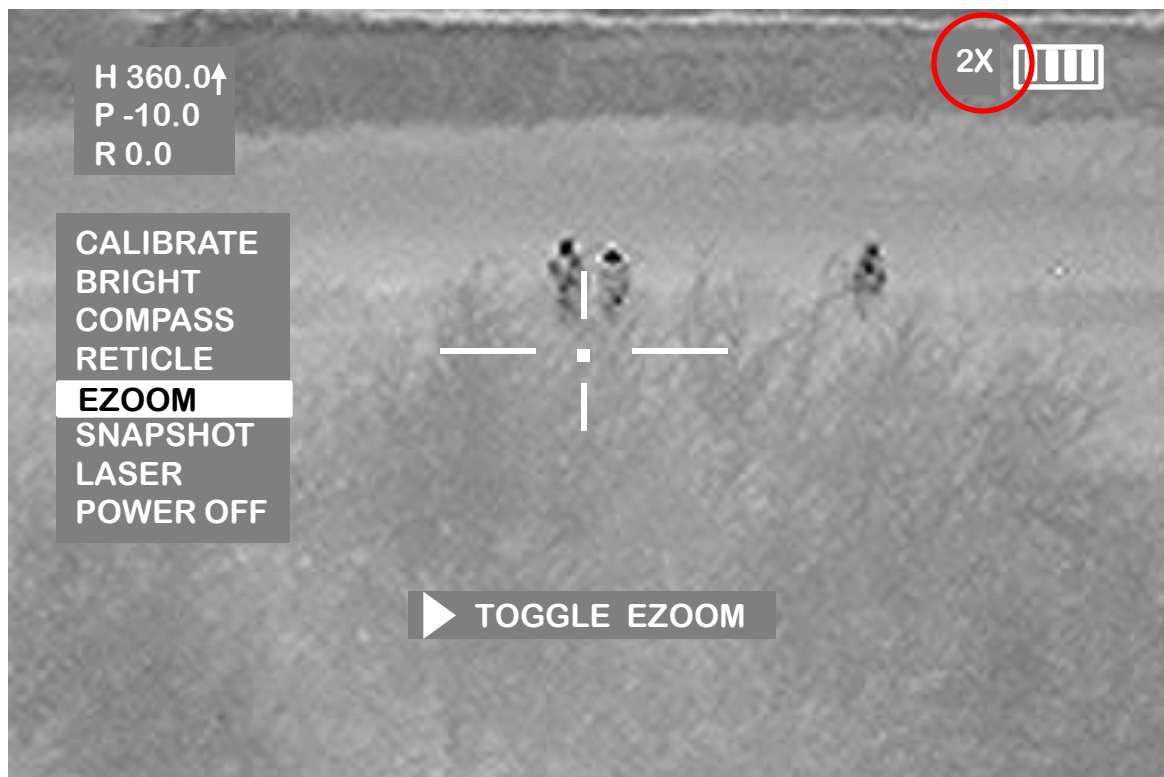 H 360.0↑
P -10.0
R 0.0
2X
CALIBRATE
BRIGHT
COMPASS
RETICLE
EZOOM
SNAPSHOT
LASER
POWER OFF
TOGGLE EZOOM